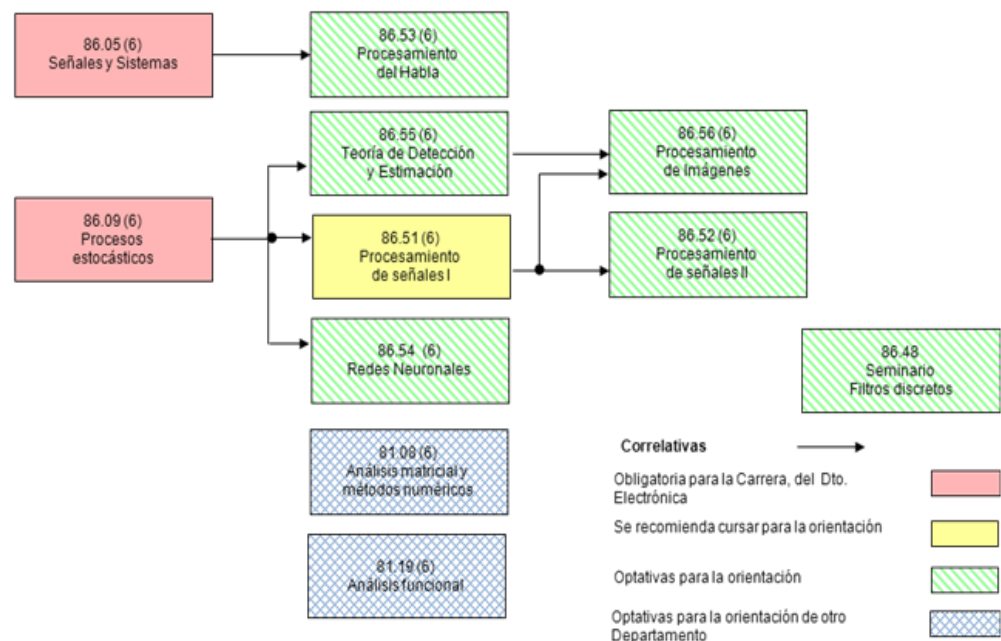 86.05 (6)
Señales y Sistemas
86.53 (6)
Procesamiento
del Habla
86.55 (6)
Teoría de Detección
y Estimación
86.56 (6)
Procesamiento
de Imágenes
86.09 (6)
Procesos
estocásticos
86.51 (6)
Procesamiento
de señales I
86.52 (6)
Procesamiento
de señales II
86.54 (6)
Redes Neuronales
86.48
Seminario
Filtros discretos
81.08 (6)
Análisis matricial y
métodos numéricos
81.19 (6)
Análisis funcional
Correlativas
Obligatoria para la Carrera, del Dto.
Electrónica
Se recomienda cursar para la orientación
Optativas para la orientación
Optativas para la orientación de otro
Departamento